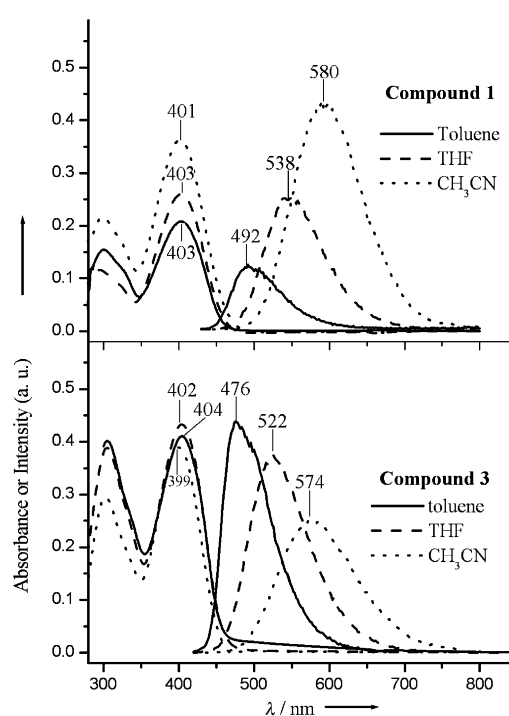 580
0.5
Compound 1
401
0.4
Toluene
THF
0.3
403
538
CH3CN
0.2
403
492
0.1
0.0
Absorbance or Intensity (a. u.)
0.5
402
404
476
522
0.4
574
Compound 3
399
toluene
0.3
THF
CH3CN
0.2
0.1
0.0
300 400 500 600 700 800
λ / nm